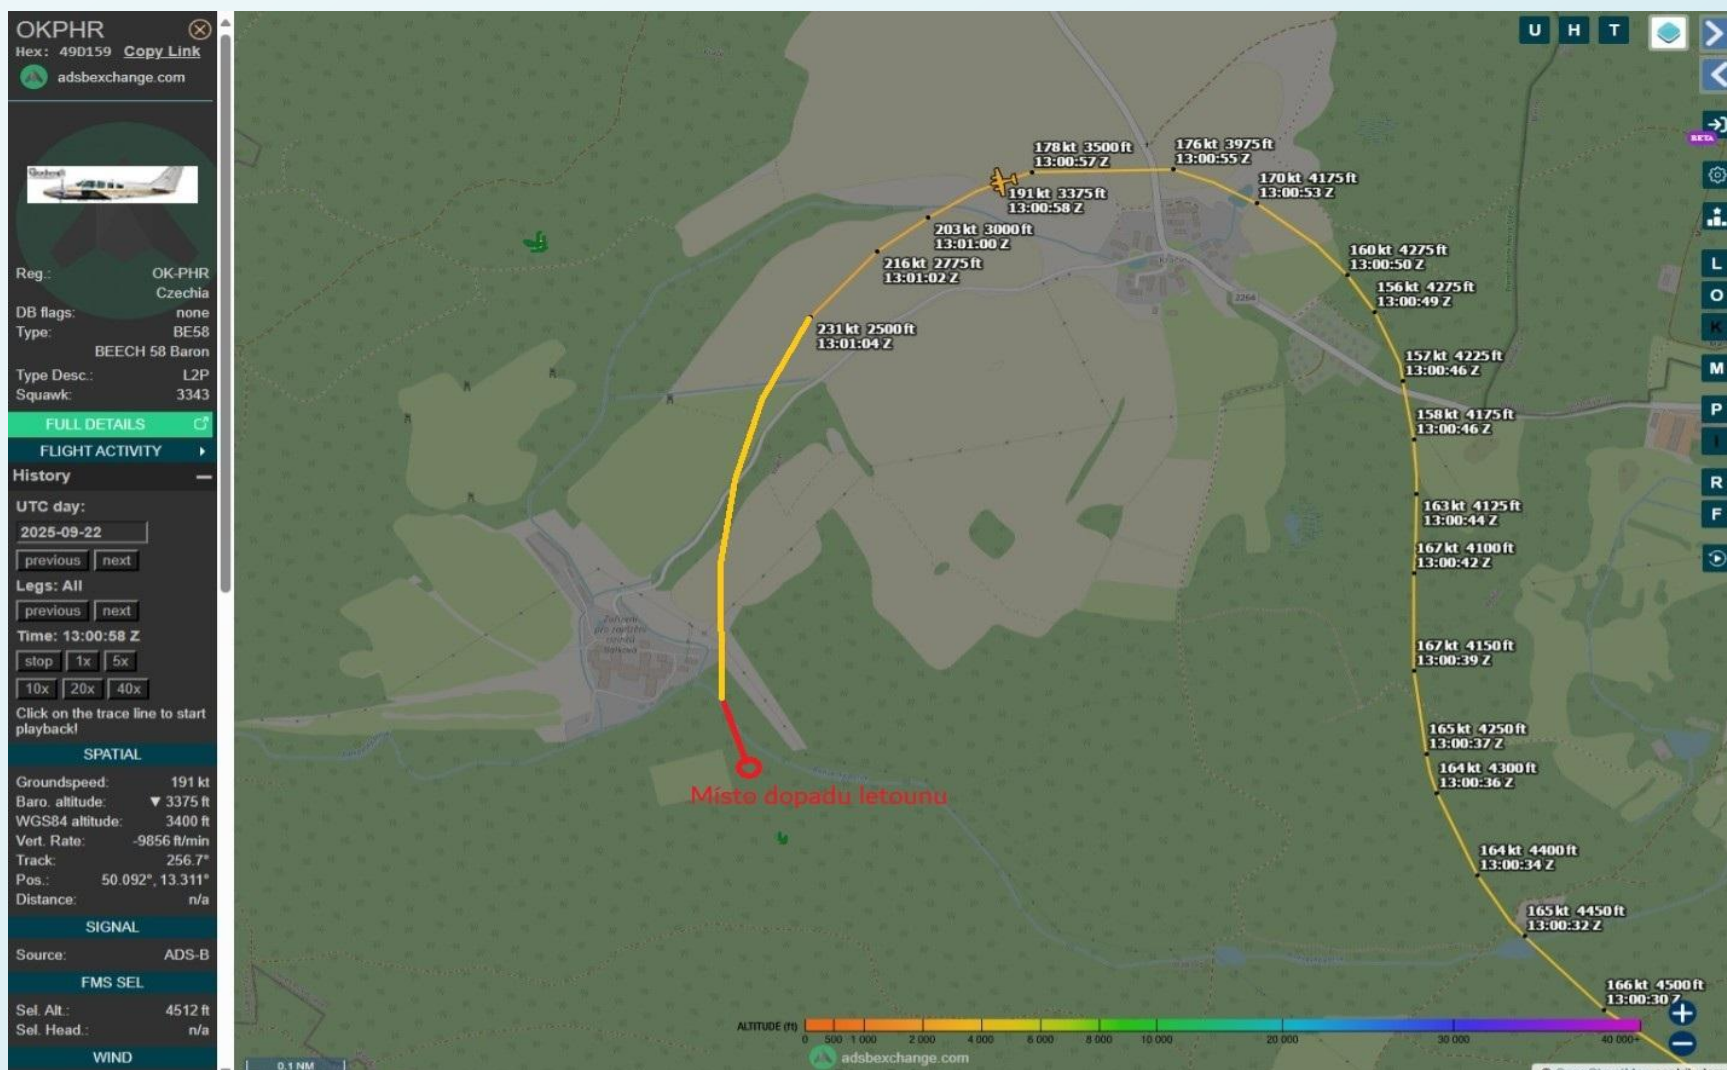 OKPHR
Hex: 49D159 Copy Link
adsbexchange.com
Reg.: OK-PHR
Czechia
DB flags: none
Type: BE58
BEECH 58 Baron
Type Desc.: L2P
Squawk: 3343
FULL DETAILS
FLIGHT ACTIVITY
History
UTC day:
2025-09-22
previous next
Legs: All
previous next
Time: 13:00:58 Z
stop 1x 5x
10x 20x 40x
Click on the trace line to start
playback!
SPATIAL
Groundspeed: 191 kt
Baro. altitude: ▼ 3375 ft
WGS84 altitude: 3400 ft
Vert. Rate: -9856 ft/min
Track: 256.7°
Pos.: 50.092°, 13.311°
Distance: n/a
SIGNAL
Source: ADS-B
FMS SEL
Sel. Alt.: 4512 ft
Sel. Head.: n/a
WIND
U H T
BETA
L
O
K
M
P
I
R
F
178 kt 3500 ft
13:00:57 Z
176 kt 3975 ft
13:00:55 Z
191 kt 3375 ft
13:00:58 Z
170 kt 4175 ft
13:00:53 Z
203 kt 3000 ft
13:01:00 Z
216 kt 2775 ft
13:01:02 Z
160 kt 4275 ft
13:00:50 Z
156 kt 4275 ft
13:00:49 Z
2264
231 kt 2500 ft
13:01:04 Z
157 kt 4225 ft
13:00:46 Z
158 kt 4175 ft
13:00:46 Z
163 kt 4125 ft
13:00:44 Z
167 kt 4100 ft
13:00:42 Z
Zařízení
pro zajištění
167 kt 4150 ft
13:00:39 Z
165 kt 4250 ft
13:00:37 Z
164 kt 4300 ft
13:00:36 Z
Místo dopadu letounu
164 kt 4400 ft
13:00:34 Z
165 kt 4450 ft
13:00:32 Z
166 kt 4500 ft
13:00:30 Z
ALTITUDE (ft)
0 500 1 000 2 000 4 000 6 000 8 000 10 000 20 000 30 000 40 000+
adsbexchange.com
0.1 NM